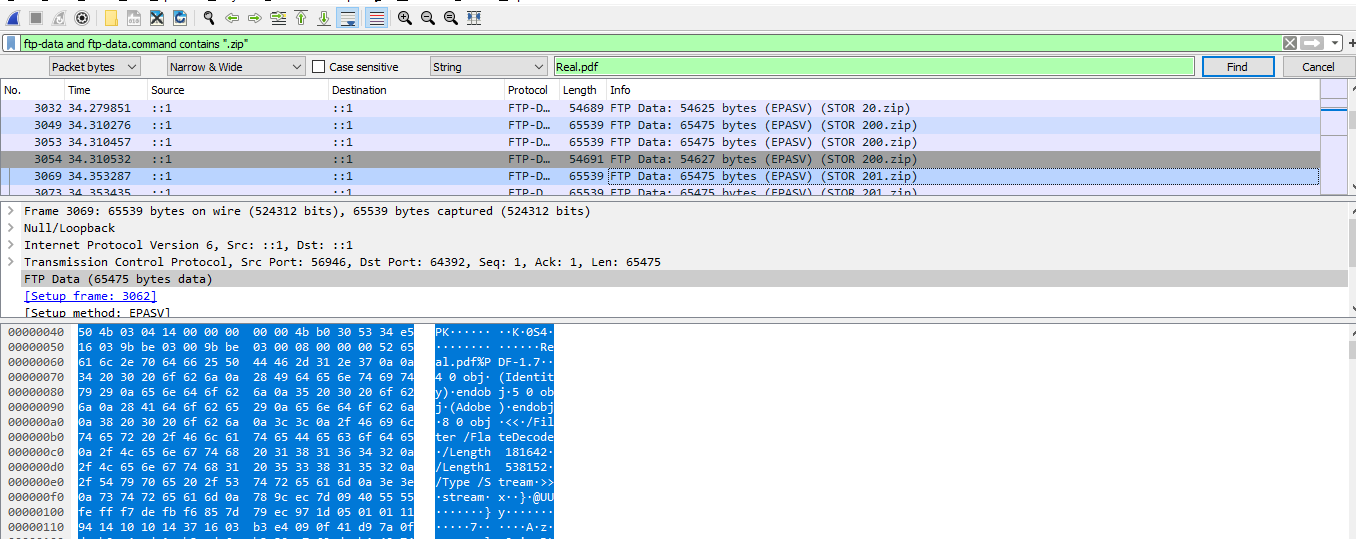 ftp-data and ftp-data.command contains ".zip"
Packet bytes Narrow & Wide Case sensitive String Real.pdf Find Cancel
No. Time Source Destination Protocol Length Info
3032 34.279851 ::1 ::1 FTP-D… 54689 FTP Data: 54625 bytes (EPASV) (STOR 20.zip)
3049 34.310276 ::1 ::1 FTP-D… 65539 FTP Data: 65475 bytes (EPASV) (STOR 200.zip)
3053 34.310457 ::1 ::1 FTP-D… 65539 FTP Data: 65475 bytes (EPASV) (STOR 200.zip)
3054 34.310532 ::1 ::1 FTP-D… 54691 FTP Data: 54627 bytes (EPASV) (STOR 200.zip)
3069 34.353287 ::1 ::1 FTP-D… 65539 FTP Data: 65475 bytes (EPASV) (STOR 201.zip)
3073 34.353435 ::1 ::1 FTP-D… 65539 FTP Data: 65475 bytes (EPASV) (STOR 201.zip)
Frame 3069: 65539 bytes on wire (524312 bits), 65539 bytes captured (524312 bits)
Null/Loopback
Internet Protocol Version 6, Src: ::1, Dst: ::1
Transmission Control Protocol, Src Port: 56946, Dst Port: 64392, Seq: 1, Ack: 1, Len: 65475
FTP Data (65475 bytes data)
[Setup frame: 3062]
[Setup method: EPASV]
00000040 50 4b 03 04 14 00 00 00 00 00 4b b0 30 53 34 e5 PK······ ··K·0S4·
00000050 16 03 9b be 03 00 9b be 03 00 08 00 00 00 52 65 ········ ······Re
00000060 61 6c 2e 70 64 66 25 50 44 46 2d 31 2e 37 0a 0a al.pdf%P DF-1.7··
00000070 34 20 30 20 6f 62 6a 0a 28 49 64 65 6e 74 69 74 4 0 obj· (Identit
00000080 79 29 0a 65 6e 64 6f 62 6a 0a 35 20 30 20 6f 62 y)·endob j·5 0 ob
00000090 6a 0a 28 41 64 6f 62 65 29 0a 65 6e 64 6f 62 6a j·(Adobe )·endobj
000000a0 0a 38 20 30 20 6f 62 6a 0a 3c 3c 0a 2f 46 69 6c ·8 0 obj ·<<·/Fil
000000b0 74 65 72 20 2f 46 6c 61 74 65 44 65 63 6f 64 65 ter /Fla teDecode
000000c0 0a 2f 4c 65 6e 67 74 68 20 31 38 31 36 34 32 0a ·/Length 181642·
000000d0 2f 4c 65 6e 67 74 68 31 20 35 33 38 31 35 32 0a /Length1 538152·
000000e0 2f 54 79 70 65 20 2f 53 74 72 65 61 6d 0a 3e 3e /Type /S tream·>>
000000f0 0a 73 74 72 65 61 6d 0a 78 9c ec 7d 09 40 55 55 ·stream· x··}·@UU
00000100 fe ff f7 de fb f6 85 7d 79 ec 97 1d 05 01 01 11 ·······} y·······
00000110 94 14 10 10 14 37 16 03 b3 e4 09 0f 41 d9 7a 0f ·····7·· ····A·z·